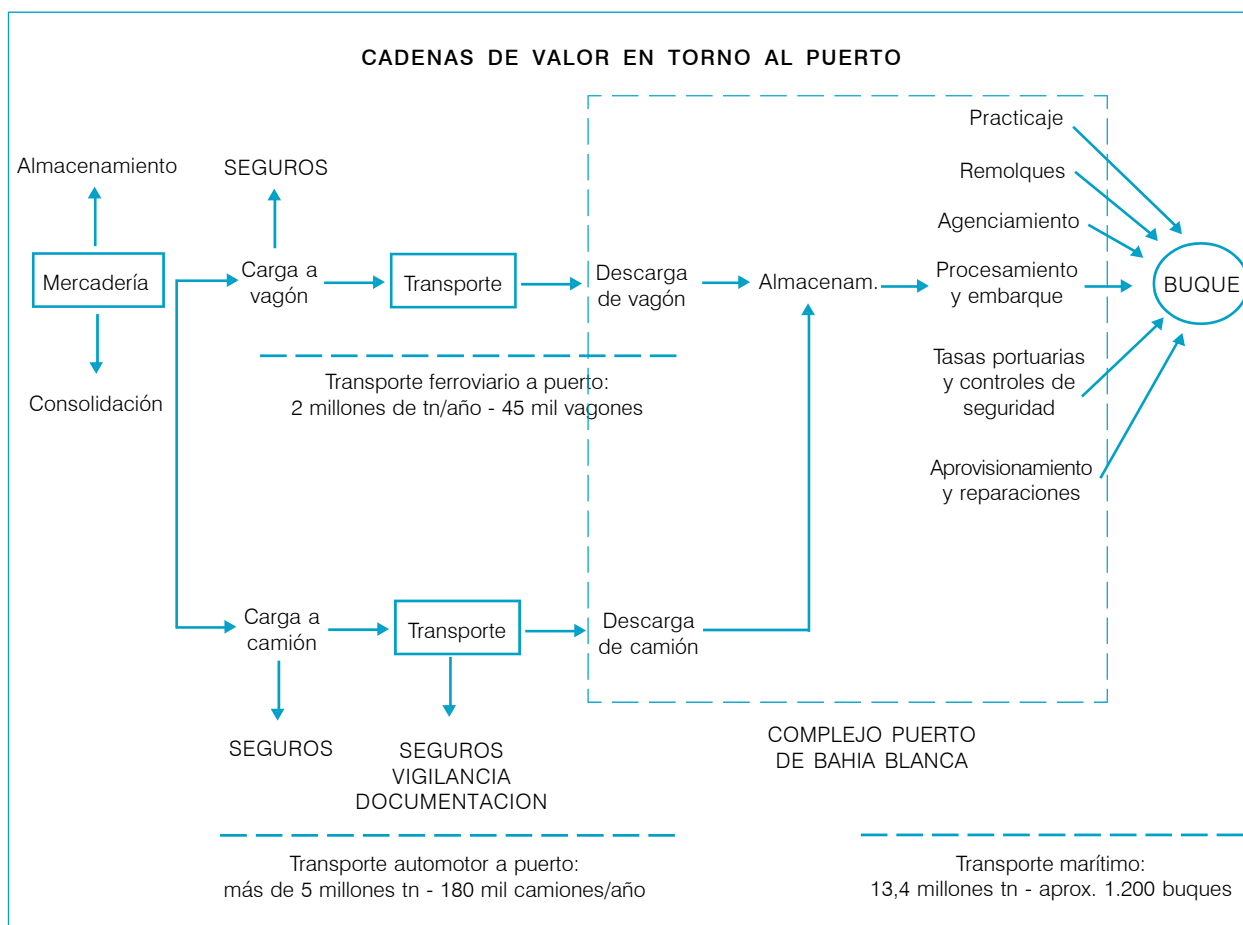 CADENAS DE VALOR EN TORNO AL PUERTO
Almacenamiento
Mercadería
Consolidación
SEGUROS
Carga a
vagón
Transporte
Descarga
de vagón
Almacenam.
Transporte ferroviario a puerto:
2 millones de tn/año - 45 mil vagones
Carga a
camión
Transporte
Descarga
de camión
SEGUROS
SEGUROS
VIGILANCIA
DOCUMENTACION
Transporte automotor a puerto:
más de 5 millones tn - 180 mil camiones/año
Practicaje
Remolques
Agenciamiento
Procesamiento
y embarque
Tasas portuarias
y controles de
seguridad
Aprovisionamiento
y reparaciones
BUQUE
COMPLEJO PUERTO
DE BAHIA BLANCA
Transporte marítimo:
13,4 millones tn - aprox. 1.200 buques